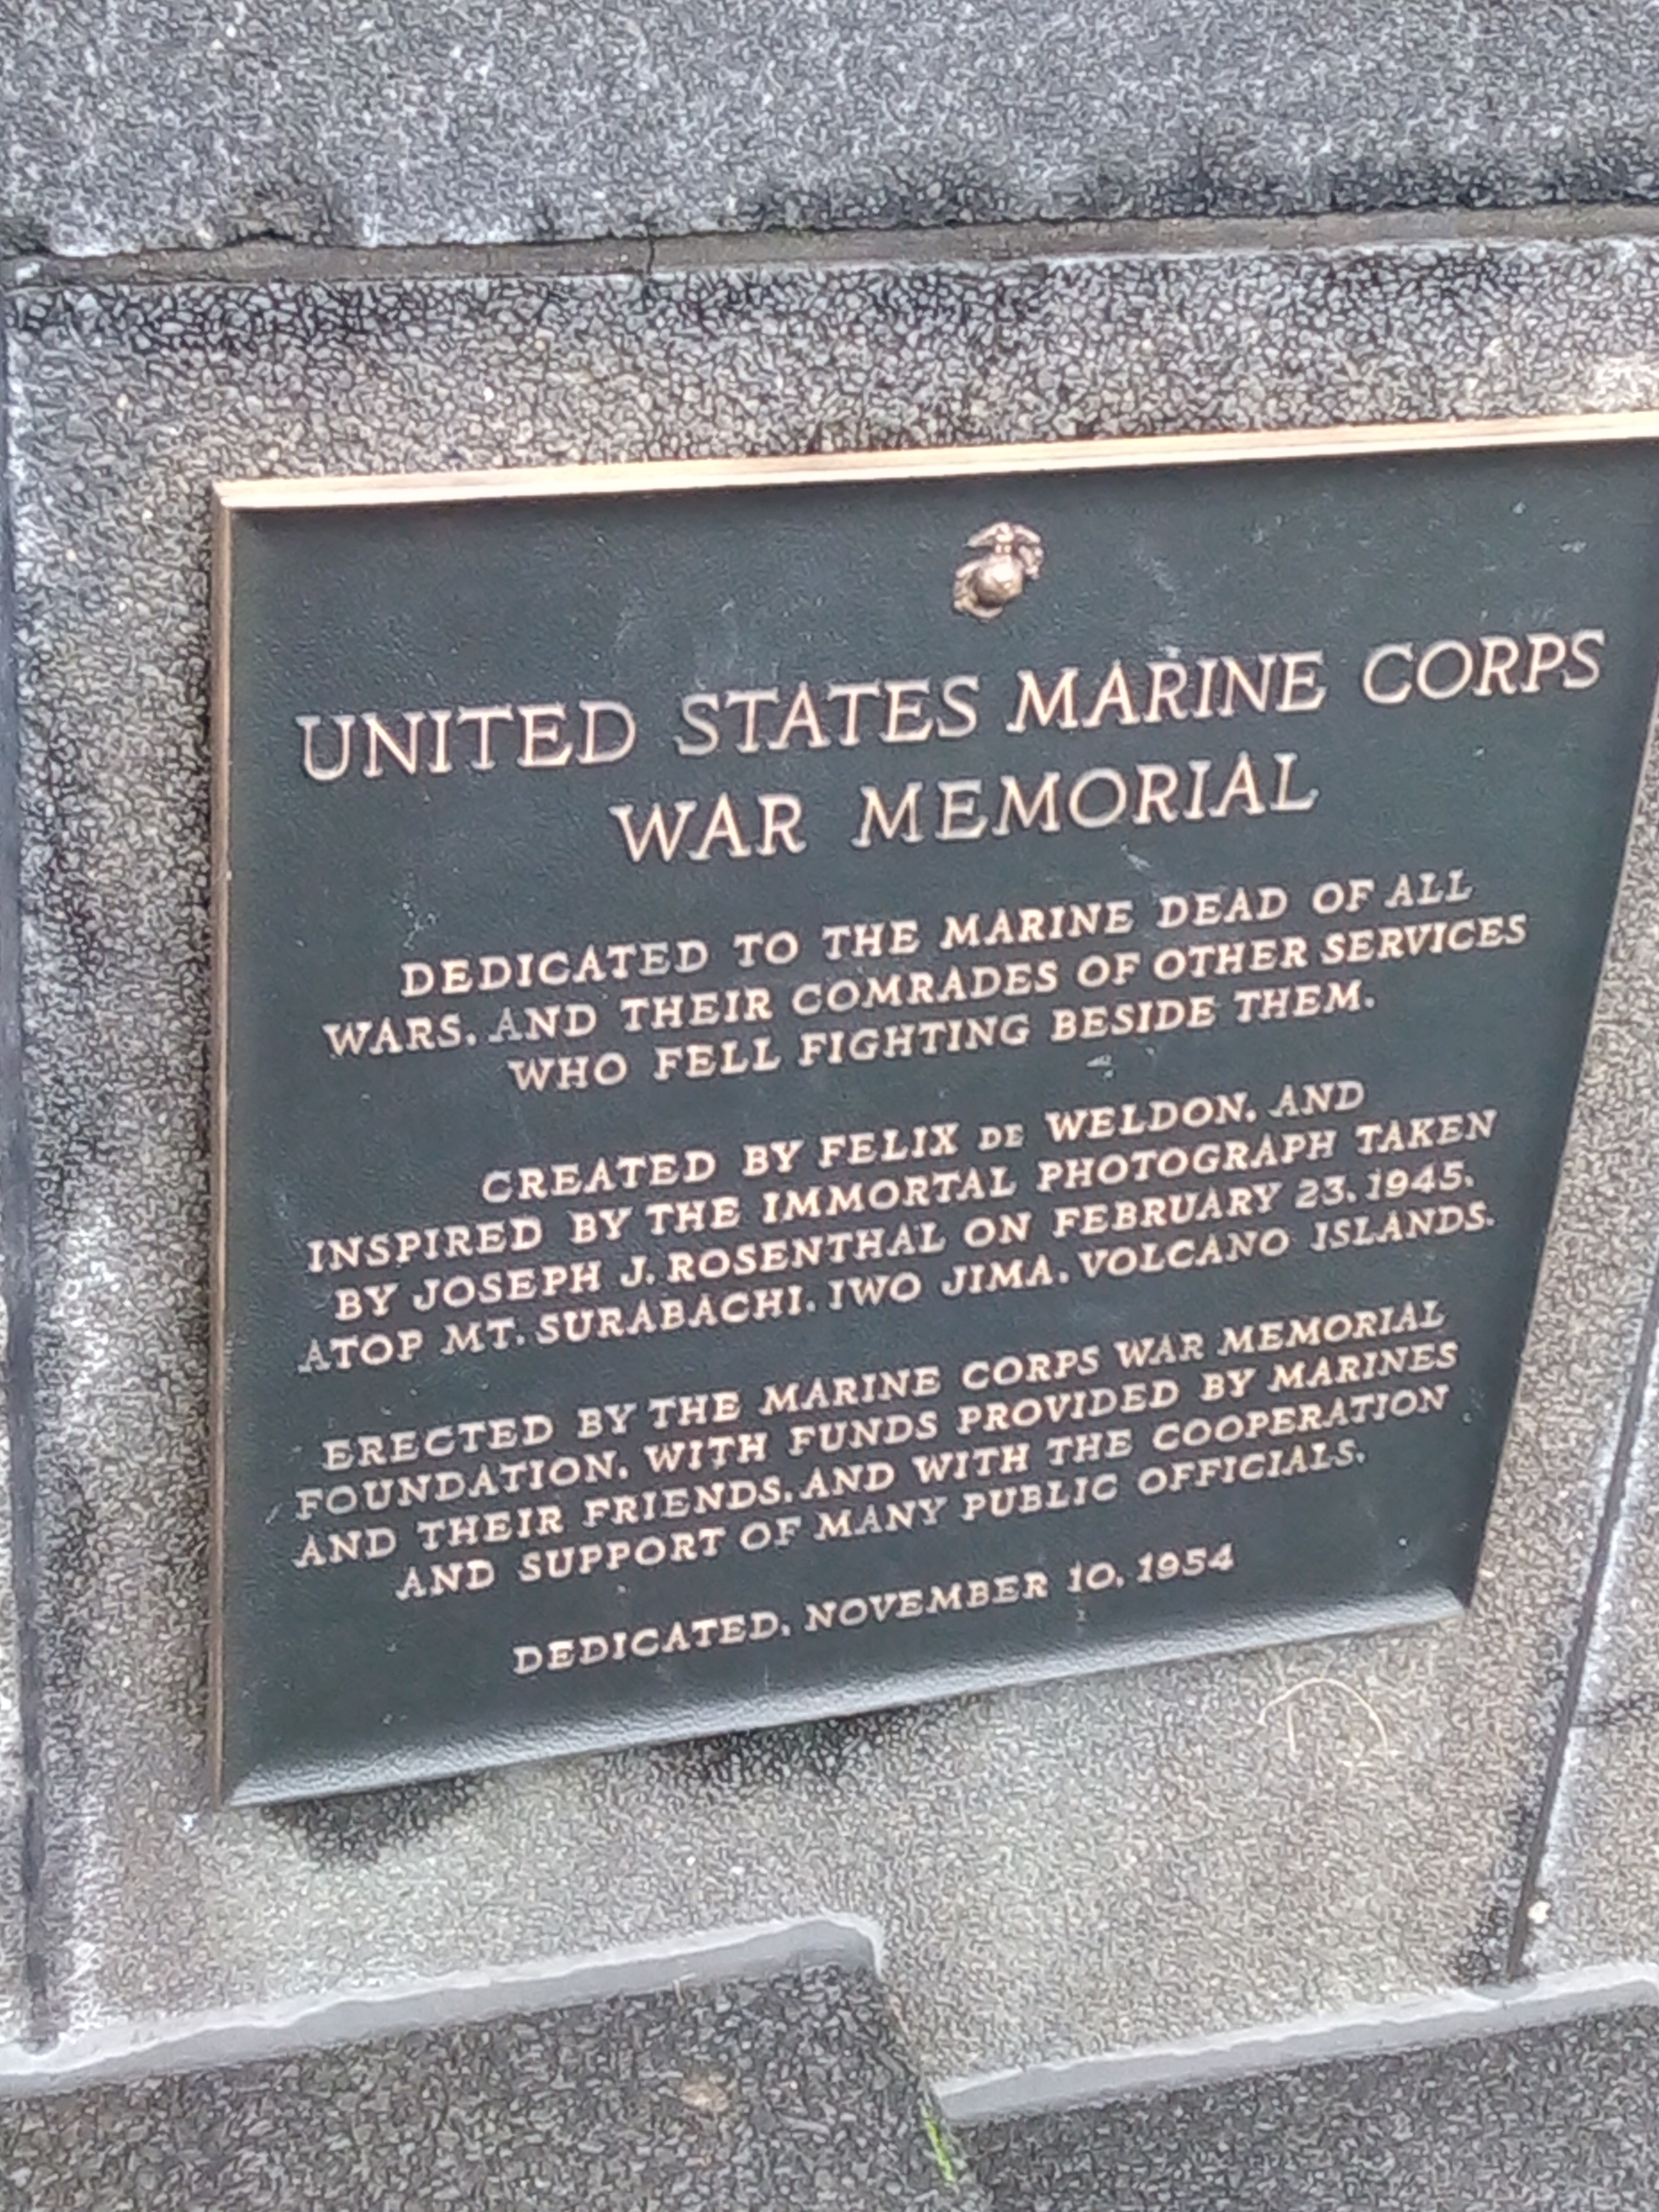 UNITED STATES MARINE CORPS
WAR MEMORIAL
DEDICATED TO THE MARINE DEAD OF ALL
WARS, AND THEIR COMRADES OF OTHER SERVICES
WHO FELL FIGHTING BESIDE THEM.
CREATED BY FELIX DE WELDON, AND
INSPIRED BY THE IMMORTAL PHOTOGRAPH TAKEN
BY JOSEPH J. ROSENTHAL ON FEBRUARY 23, 1945,
ATOP MT. SURABACHI, IWO JIMA, VOLCANO ISLANDS.
ERECTED BY THE MARINE CORPS WAR MEMORIAL
FOUNDATION, WITH FUNDS PROVIDED BY MARINES
AND THEIR FRIENDS, AND WITH THE COOPERATION
AND SUPPORT OF MANY PUBLIC OFFICIALS.
DEDICATED, NOVEMBER 10, 1954